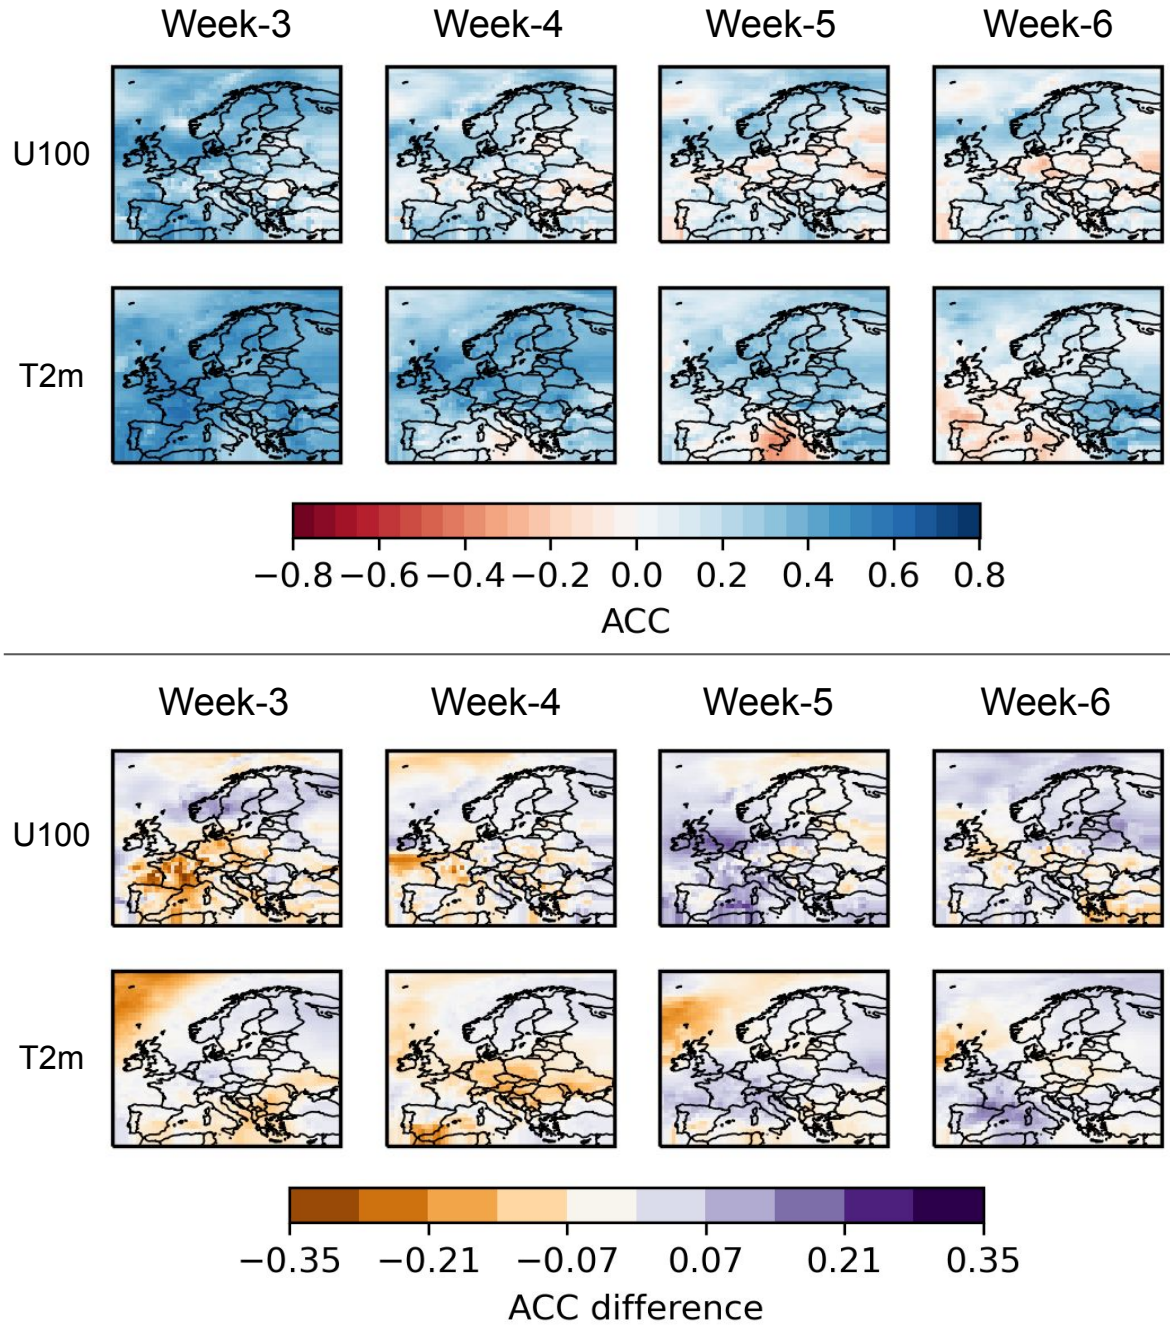 Week-3 Week-4 Week-5 Week-6
U100
T2m
−0.8 −0.6 −0.4 −0.2 0.0 0.2 0.4 0.6 0.8
ACC
Week-3 Week-4 Week-5 Week-6
U100
T2m
−0.35 −0.21 −0.07 0.07 0.21 0.35
ACC difference